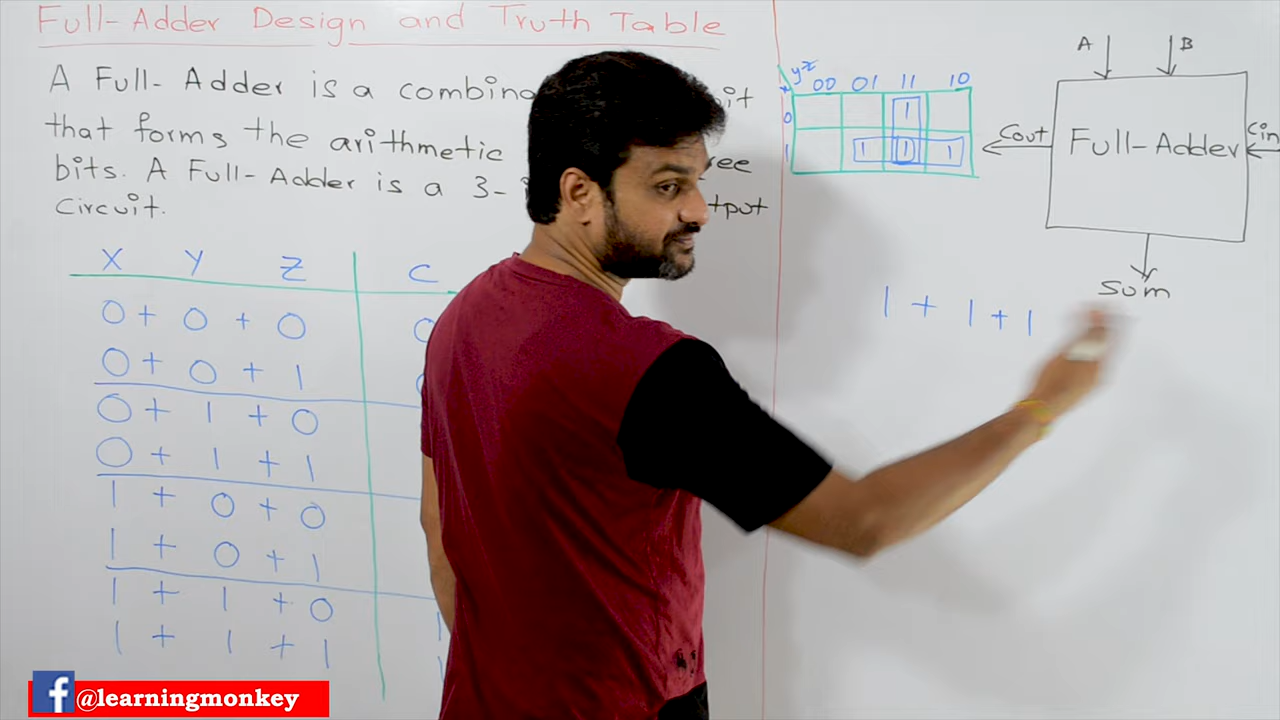 Full-Adder Design and Truth Table
A Full-Adder is a
that forms the arithmetic
bits. A Full-Adder is a 3-
circuit.
X Y Z C
0 + 0 + 0 0
0 + 0 + 1
0 + 1 + 0
0 + 1 + 1
1 + 0 + 0
1 + 0 + 1
1 + 1 + 0 1
1 + 1 + 1
yz
x 00 01 11 10
0 1
1 1 1 1
A B
Cout Full-Adder Cin
Sum
1 + 1 + 1
f @learningmonkey